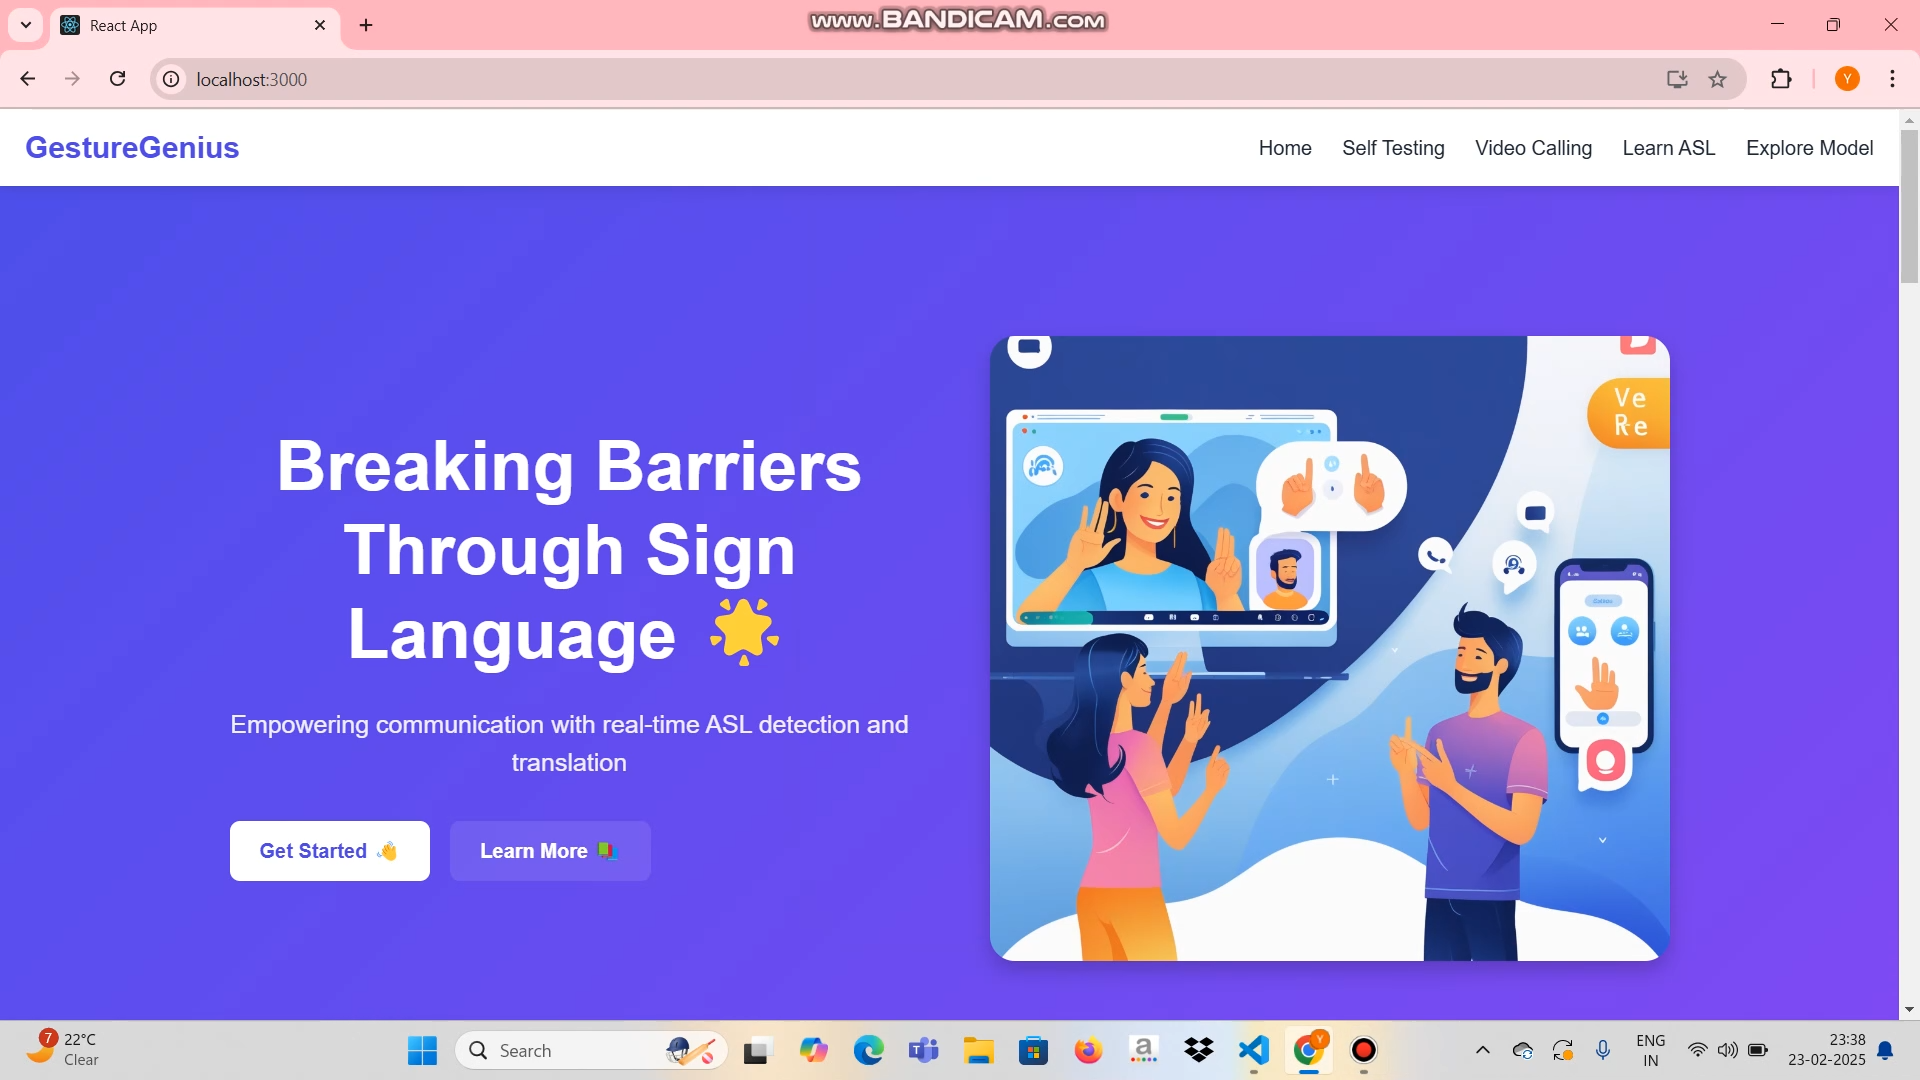 React App
www.BANDICAM.com
localhost:3000
Y
GestureGenius
Home Self Testing Video Calling Learn ASL Explore Model
Breaking Barriers
Through Sign
Language 🌟
Empowering communication with real-time ASL detection and
translation
Get Started 👋
Learn More 📚
Ve
Re
7
22°C
Clear
Search
Y
ENG
IN
23:38
23-02-2025